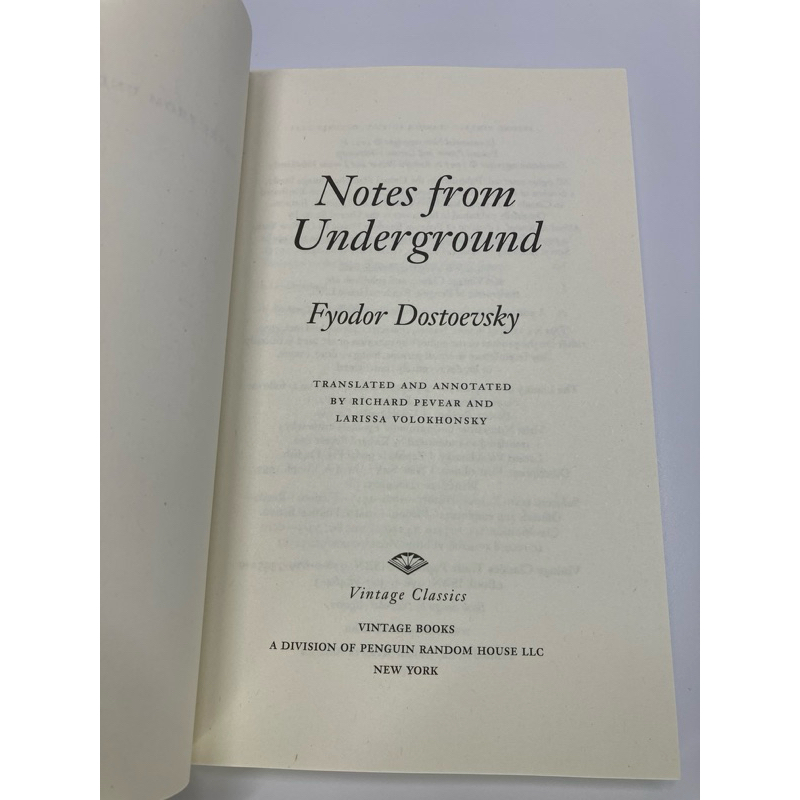 Notes from
Underground
Fyodor Dostoevsky
TRANSLATED AND ANNOTATED
BY RICHARD PEVEAR AND
LARISSA VOLOKHONSKY
Vintage Classics
VINTAGE BOOKS
A DIVISION OF PENGUIN RANDOM HOUSE LLC
NEW YORK